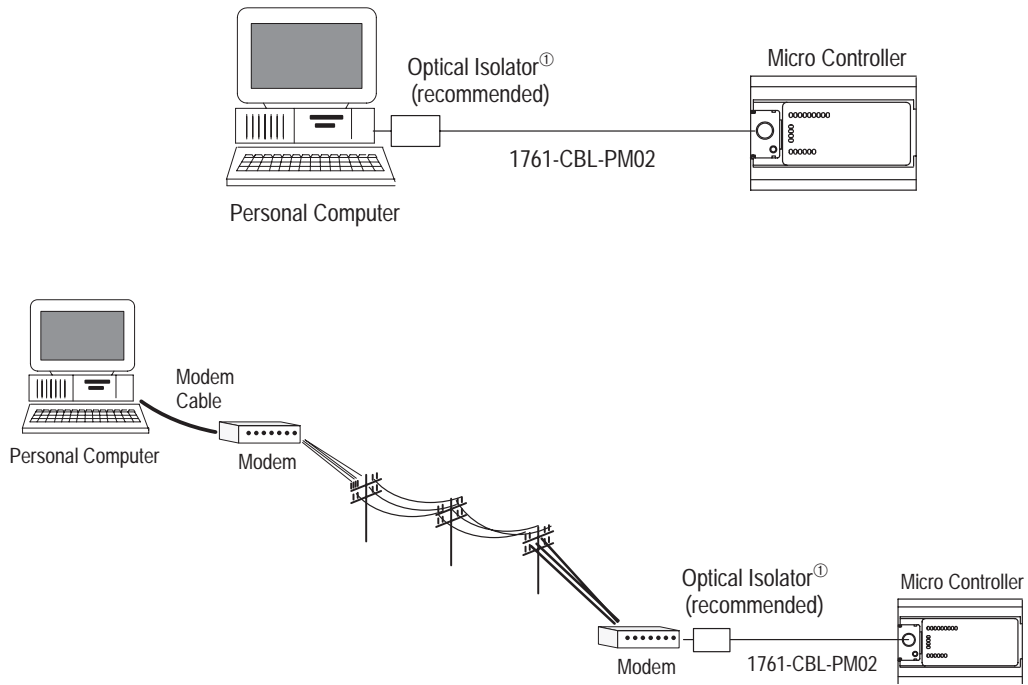 Optical Isolator①
(recommended)
Micro Controller
1761-CBL-PM02
Personal Computer
Modem
Cable
Personal Computer
Modem
Optical Isolator①
(recommended)
Micro Controller
Modem
1761-CBL-PM02